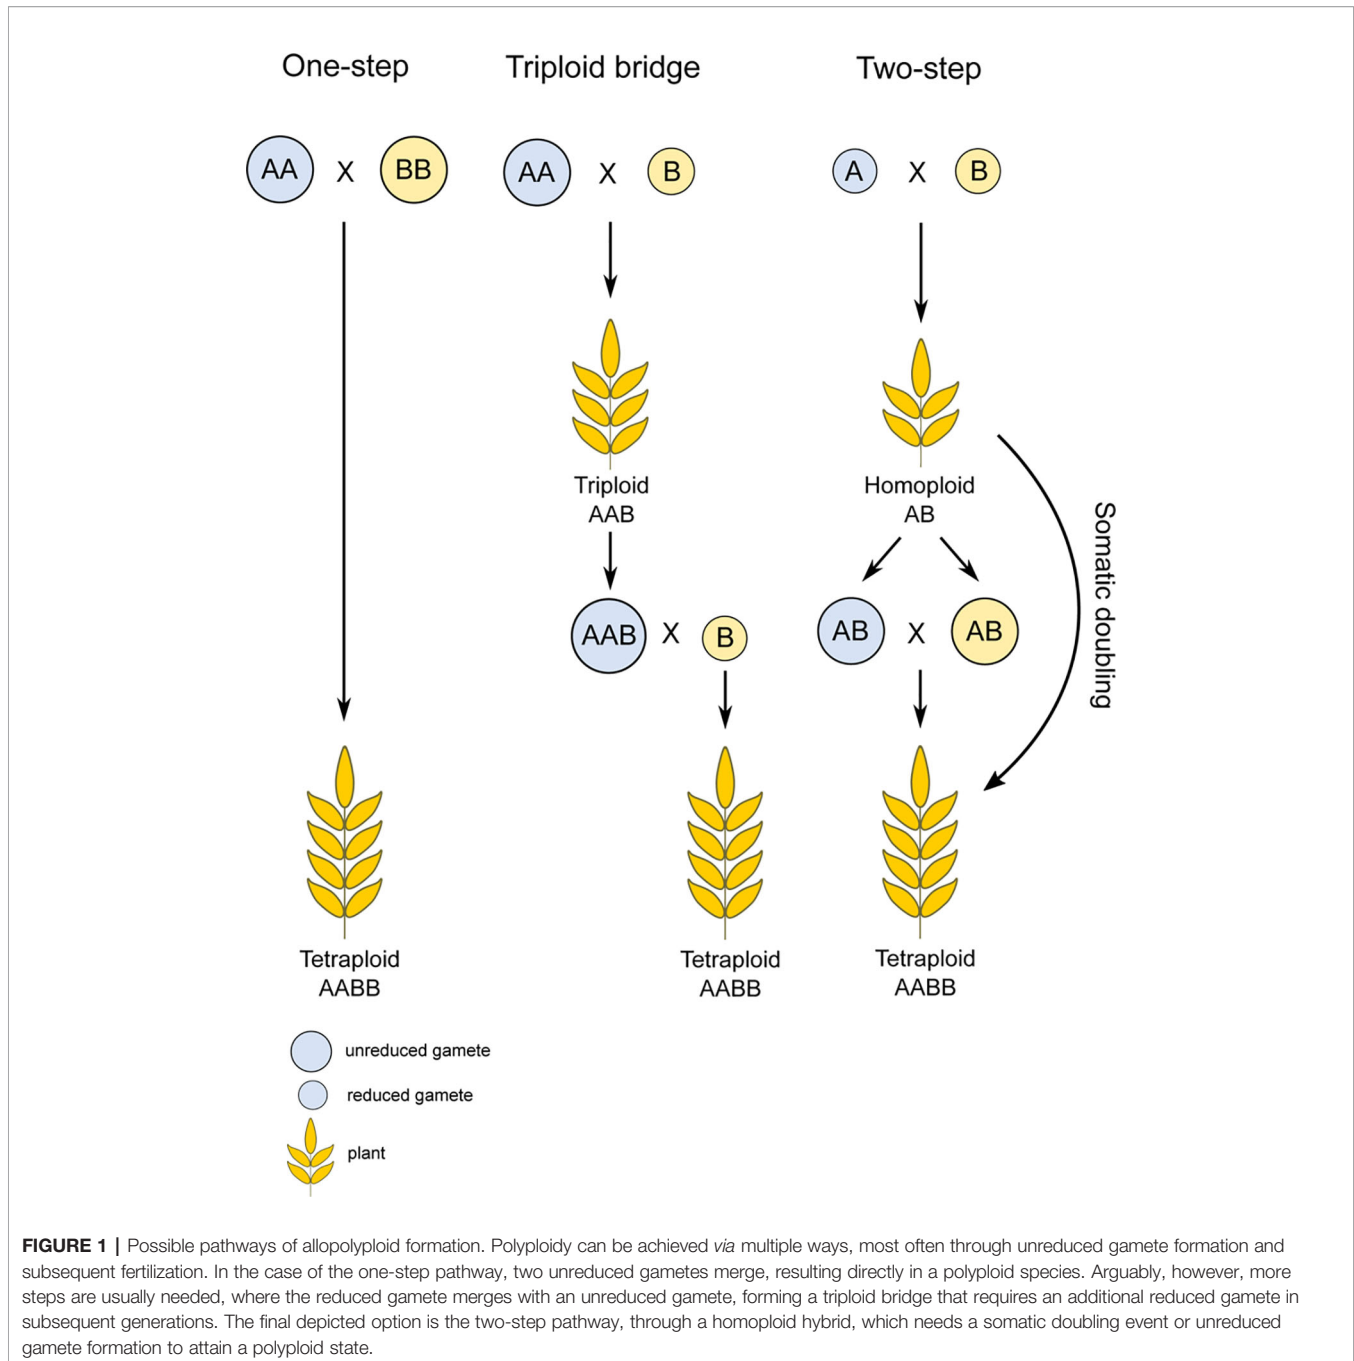 One-step
Triploid bridge
Two-step
AA X BB
AA X B
A X B
Triploid
AAB
Homoploid
AB
Somatic doubling
AAB X B
AB X AB
Tetraploid
AABB
Tetraploid
AABB
Tetraploid
AABB
unreduced gamete
reduced gamete
plant
FIGURE 1 | Possible pathways of allopolyploid formation. Polyploidy can be achieved via multiple ways, most often through unreduced gamete formation and
subsequent fertilization. In the case of the one-step pathway, two unreduced gametes merge, resulting directly in a polyploid species. Arguably, however, more
steps are usually needed, where the reduced gamete merges with an unreduced gamete, forming a triploid bridge that requires an additional reduced gamete in
subsequent generations. The final depicted option is the two-step pathway, through a homoploid hybrid, which needs a somatic doubling event or unreduced
gamete formation to attain a polyploid state.